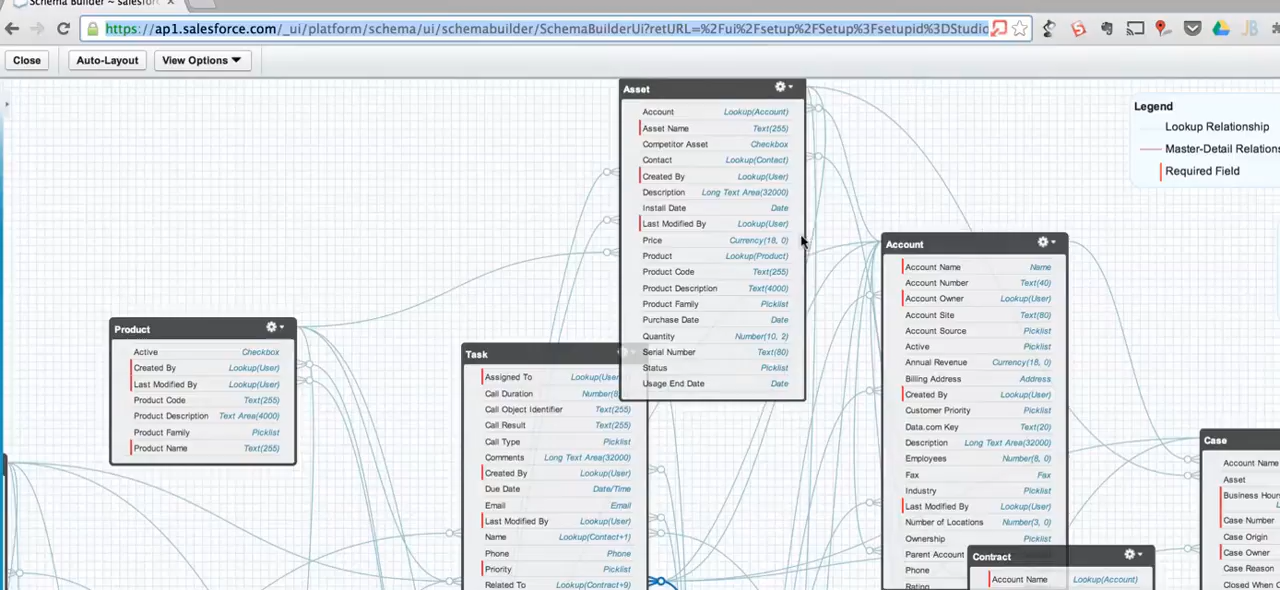 Schema Builder ~ salesforc
https://ap1.salesforce.com/_ui/platform/schema/ui/schemabuilder/SchemaBuilderUi?retURL=%2Fui%2Fsetup%2FSetup%3Fsetupid%3DStudio
Close
Auto-Layout
View Options
Legend
Lookup Relationship
Master-Detail Relations
Required Field
Asset
Account Lookup(Account)
Asset Name Text(255)
Competitor Asset Checkbox
Contact Lookup(Contact)
Created By Lookup(User)
Description Long Text Area(32000)
Install Date Date
Last Modified By Lookup(User)
Price Currency(18, 0)
Product Lookup(Product)
Product Code Text(255)
Product Description Text(4000)
Product Family Picklist
Purchase Date Date
Quantity Number(10, 2)
Serial Number Text(80)
Status Picklist
Usage End Date Date
Product
Active Checkbox
Created By Lookup(User)
Last Modified By Lookup(User)
Product Code Text(255)
Product Description Text Area(4000)
Product Family Picklist
Product Name Text(255)
Task
Assigned To Lookup(User
Call Duration Number(8
Call Object Identifier Text(255)
Call Result Text(255)
Call Type Picklist
Comments Long Text Area(32000)
Created By Lookup(User)
Due Date Date/Time
Email Email
Last Modified By Lookup(User)
Name Lookup(Contact+1)
Phone Phone
Priority Picklist
Related To Lookup(Contract+9)
Account
Account Name Name
Account Number Text(40)
Account Owner Lookup(User)
Account Site Text(80)
Account Source Picklist
Active Picklist
Annual Revenue Currency(18, 0)
Billing Address Address
Created By Lookup(User)
Customer Priority Picklist
Data.com Key Text(20)
Description Long Text Area(32000)
Employees Number(8, 0)
Fax Fax
Industry Picklist
Last Modified By Lookup(User)
Number of Locations Number(3, 0)
Ownership Picklist
Parent Account
Phone
Rating
Contract
Account Name Lookup(Account)
Case
Account Name
Asset
Business Hou
Case Number
Case Origin
Case Owner
Case Reason
Closed When C